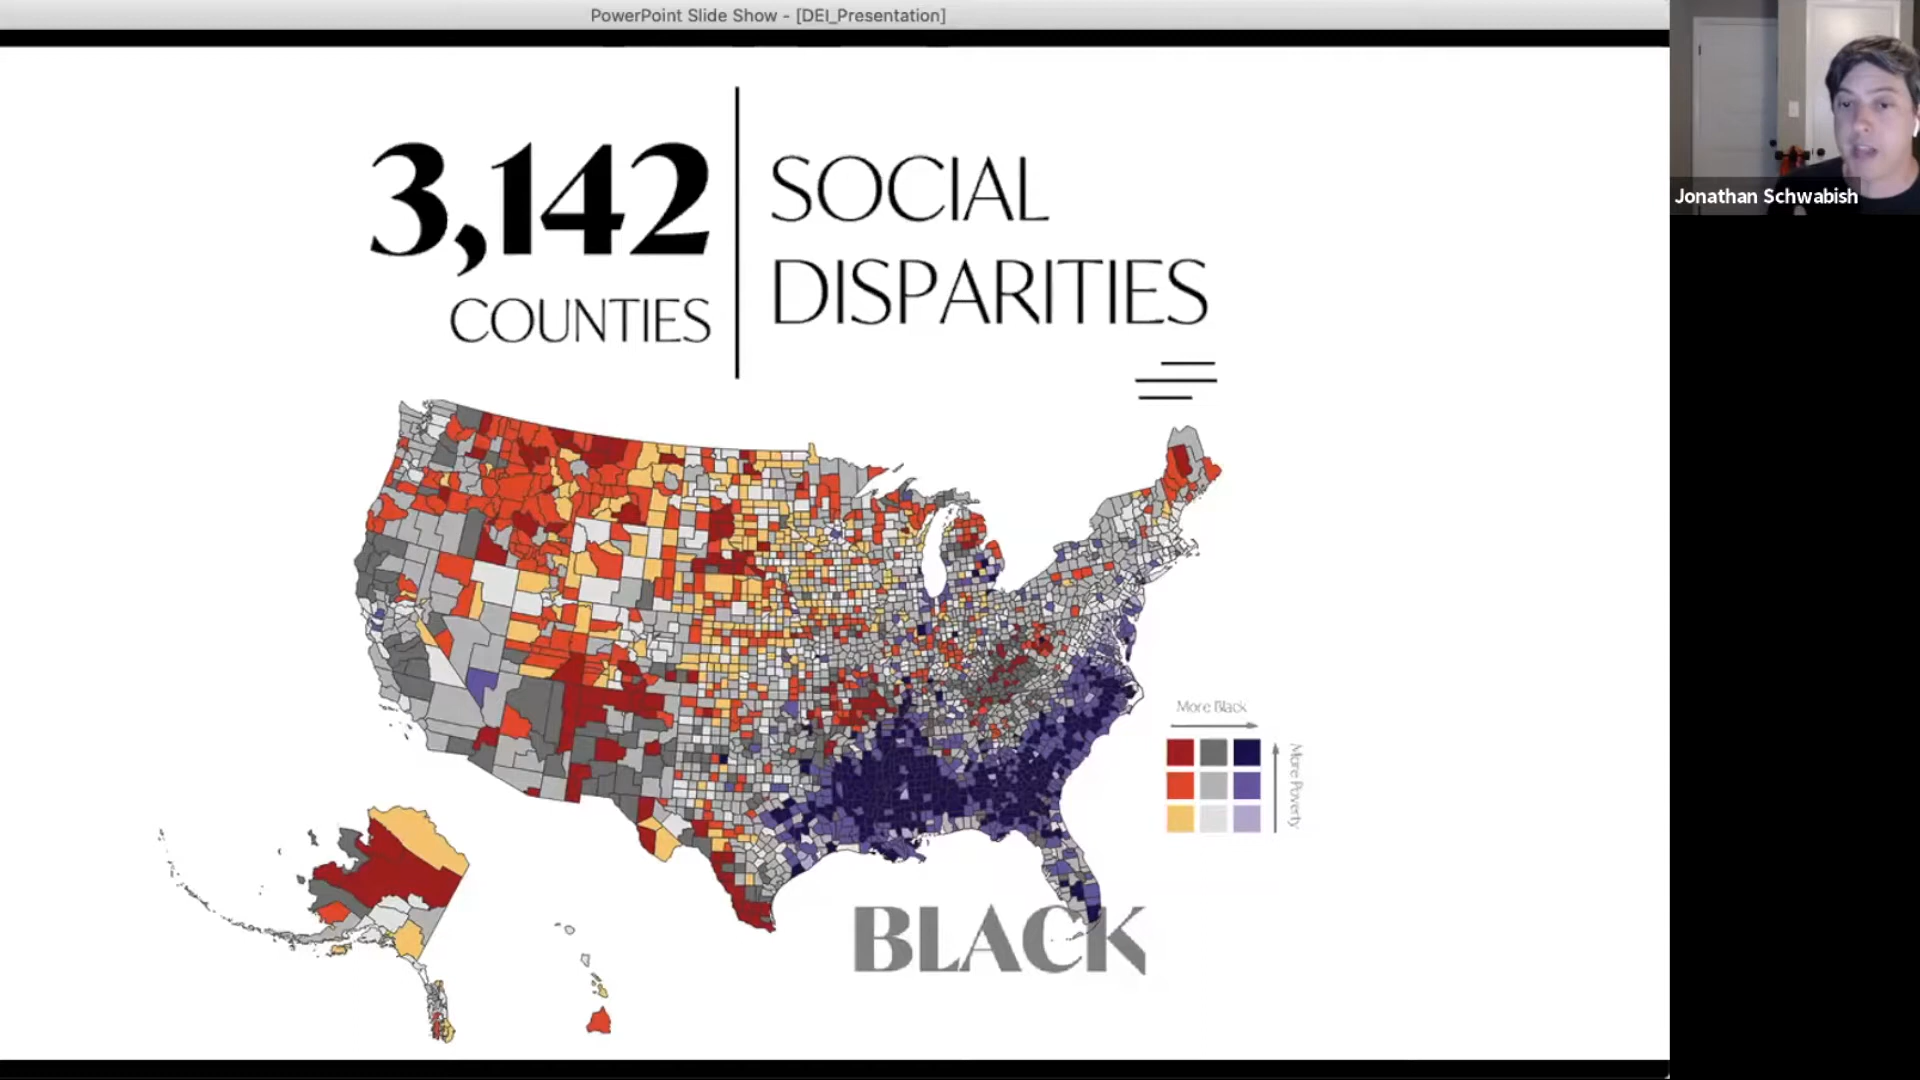 PowerPoint Slide Show - [DEI_Presentation]
3,142
COUNTIES
SOCIAL
DISPARITIES
Jonathan Schwabish
More Black
More Poverty
BLACK